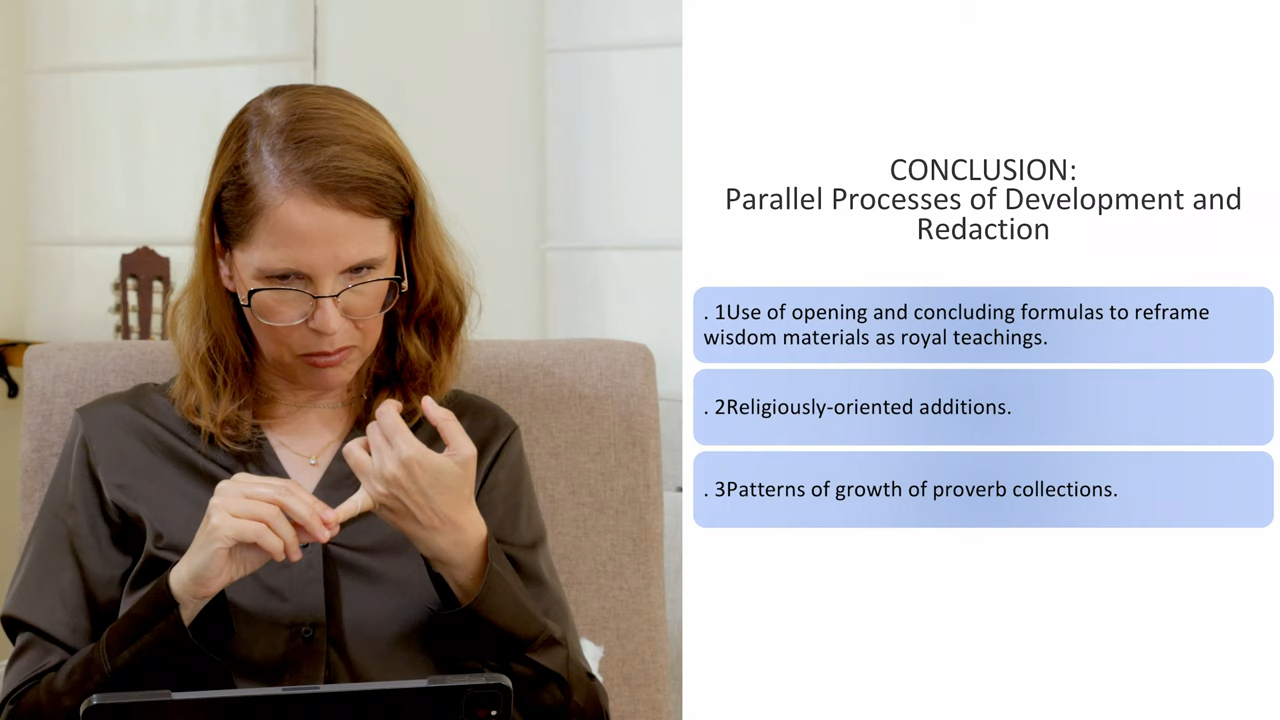 CONCLUSION:
Parallel Processes of Development and
Redaction
. 1Use of opening and concluding formulas to reframe
wisdom materials as royal teachings.
. 2Religiously-oriented additions.
. 3Patterns of growth of proverb collections.